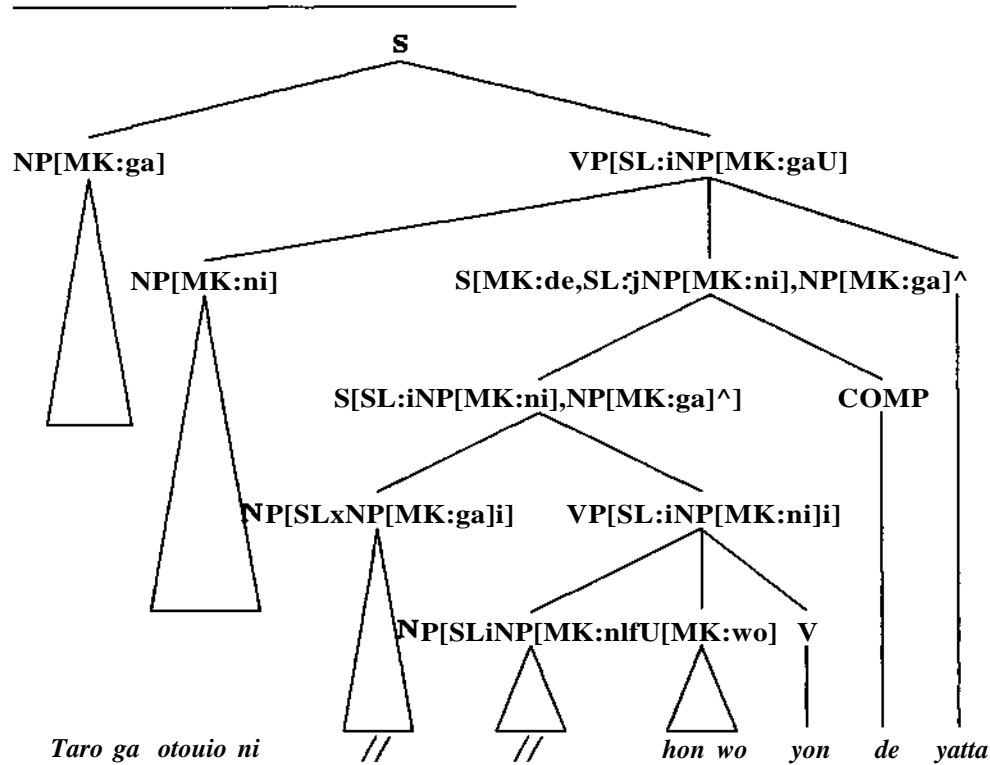 S
NP[MK:ga] VP[SL:iNP[MK:gaU]
NP[MK:ni] S[MK:de,SL:jNP[MK:ni],NP[MK:ga]^
S[SL:iNP[MK:ni],NP[MK:ga]^] COMP
NP[SLxNP[MK:ga]i] VP[SL:iNP[MK:ni]i]
NP[SLiNP[MK:nlfU[MK:wo] V
Taro ga otouio ni // // hon wo yon de yatta